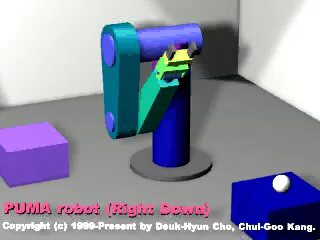 PUMA robot (Right Down)
Copyright (c) 1999-Present by Deuk-Hyun Cho, Chul-Goo Kang.